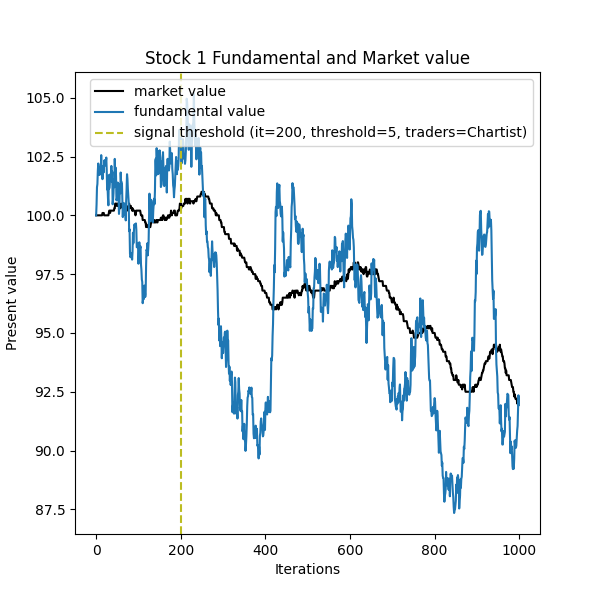 Stock 1 Fundamental and Market value
market value
fundamental value
signal threshold (it=200, threshold=5, traders=Chartist)
105.0
102.5
100.0
97.5
95.0
92.5
90.0
87.5
Present value
0 200 400 600 800 1000
Iterations